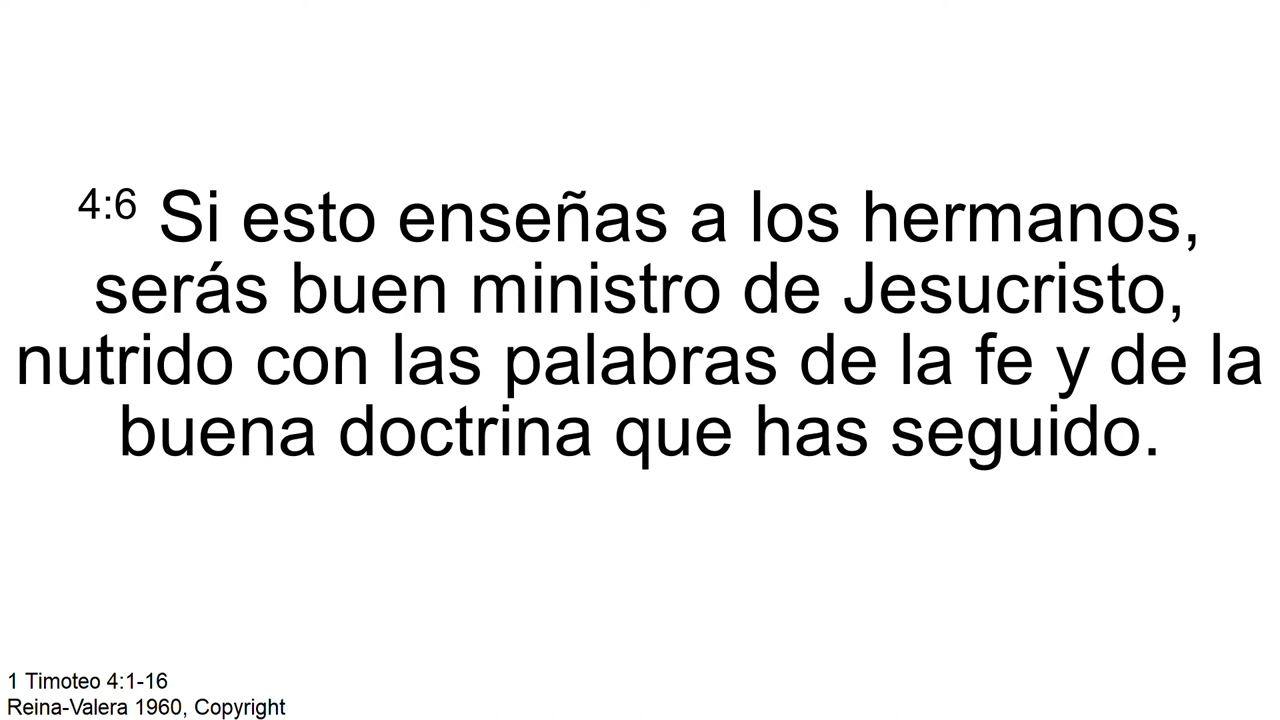 4:6 Si esto enseñas a los hermanos,
serás buen ministro de Jesucristo,
nutrido con las palabras de la fe y de la
buena doctrina que has seguido.
1 Timoteo 4:1-16
Reina-Valera 1960, Copyright